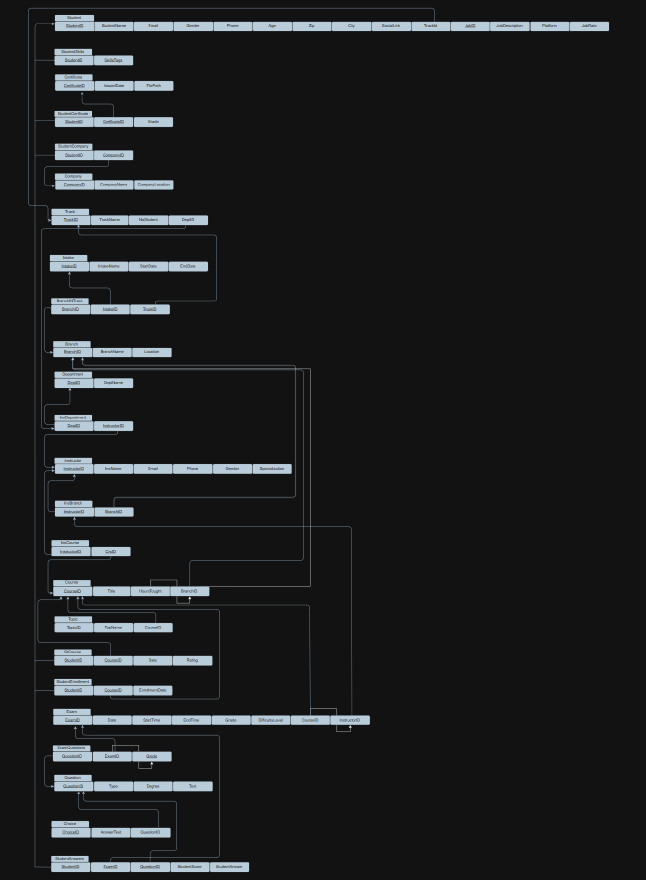 Student
StudentID StudentName Email Gender Phone Age Zip City SocialLink TrackId JobID JobDescription Platform JobRate
StudentSkills
StudentID SkillsTags
Certificate
CertificateID IssuedDate FilePath
StudentCertificate
StudentID CertificateID Grade
StudentCompany
StudentID CompanyID
Company
CompanyID CompanyName CompanyLocation
Track
TrackID TrackName NoStudent DeptID
Intake
IntakeID IntakeName StartDate EndDate
BranchIntTrack
BranchID IntakeID TrackID
Branch
BranchID BranchName Location
Department
DeptID DeptName
InsDepartment
DeptID InstructorID
Instructor
InstructorID InsName Email Phone Gender Specialization
InsBranch
InstructorID BranchID
InsCourse
InstructorID CrsID
Course
CourseID Title HoursTought BranchID
Topic
TopicID TopName CourseID
StCourse
StudentID CourseID Date Rating
StudentEnrollment
StudentID CourseID EnrollmentDate
Exam
ExamID Date StartTime EndTime Grade DifficultyLevel CourseID InstructorID
ExamQuestions
QuestionID ExamID Grade
Question
QuestionID Type Degree Text
Choice
ChoiceID AnswerText QuestionID
StudentAnswers
StudentID ExamID QuestionID StudentScore StudentAnswer